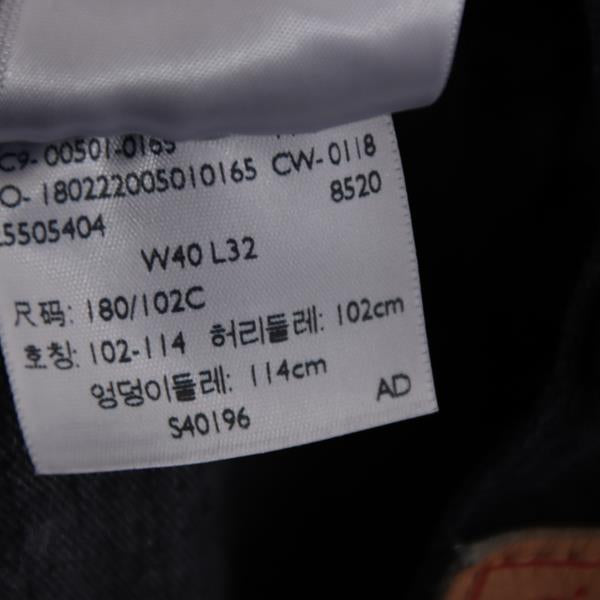 C9- 00501-0165
O- 180222005010165 CW- 0118
5505404 8520
W40 L32
尺码: 180/102C
호칭: 102-114 허리둘레: 102cm
엉덩이둘레: 114cm AD
S40196